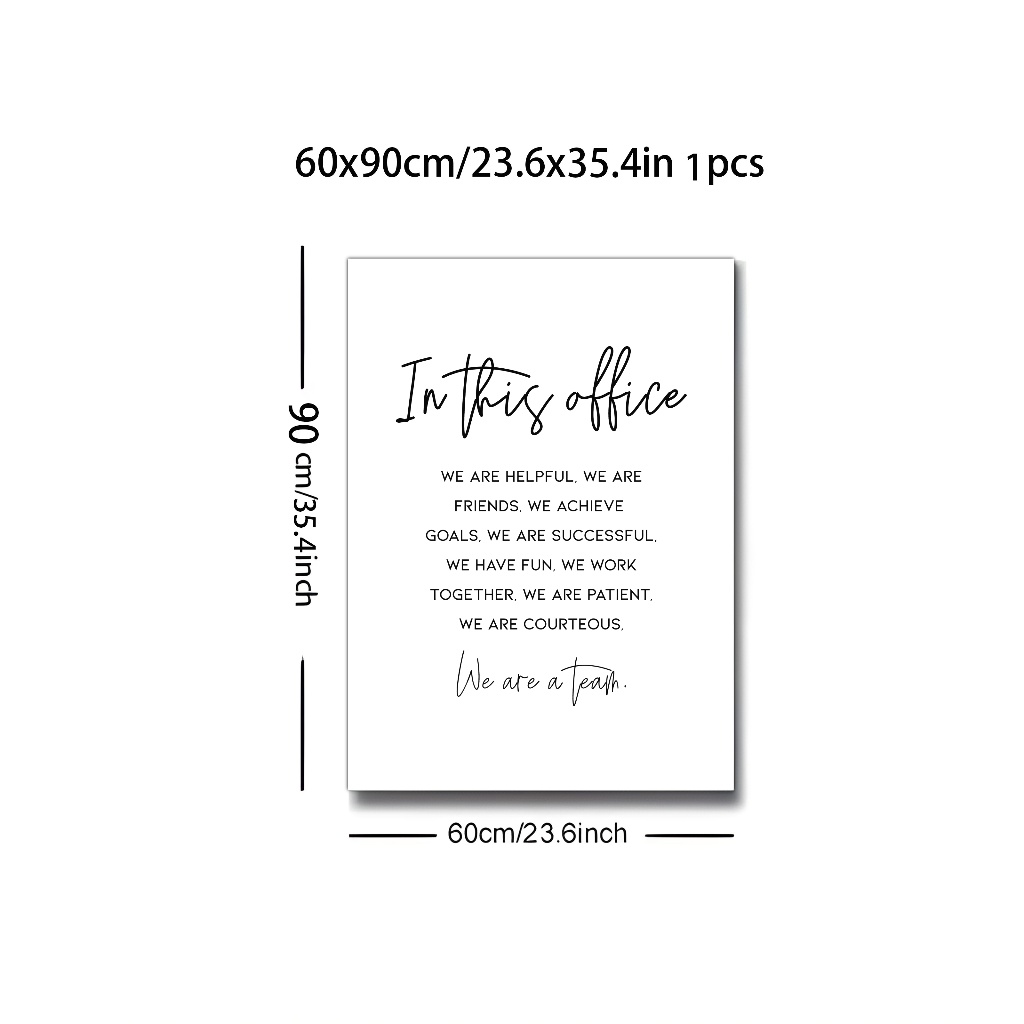 60x90cm/23.6x35.4in 1pcs
90 cm/35.4inch
In this office
WE ARE HELPFUL, WE ARE
FRIENDS, WE ACHIEVE
GOALS, WE ARE SUCCESSFUL,
WE HAVE FUN, WE WORK
TOGETHER, WE ARE PATIENT,
WE ARE COURTEOUS,
We are a team.
60cm/23.6inch